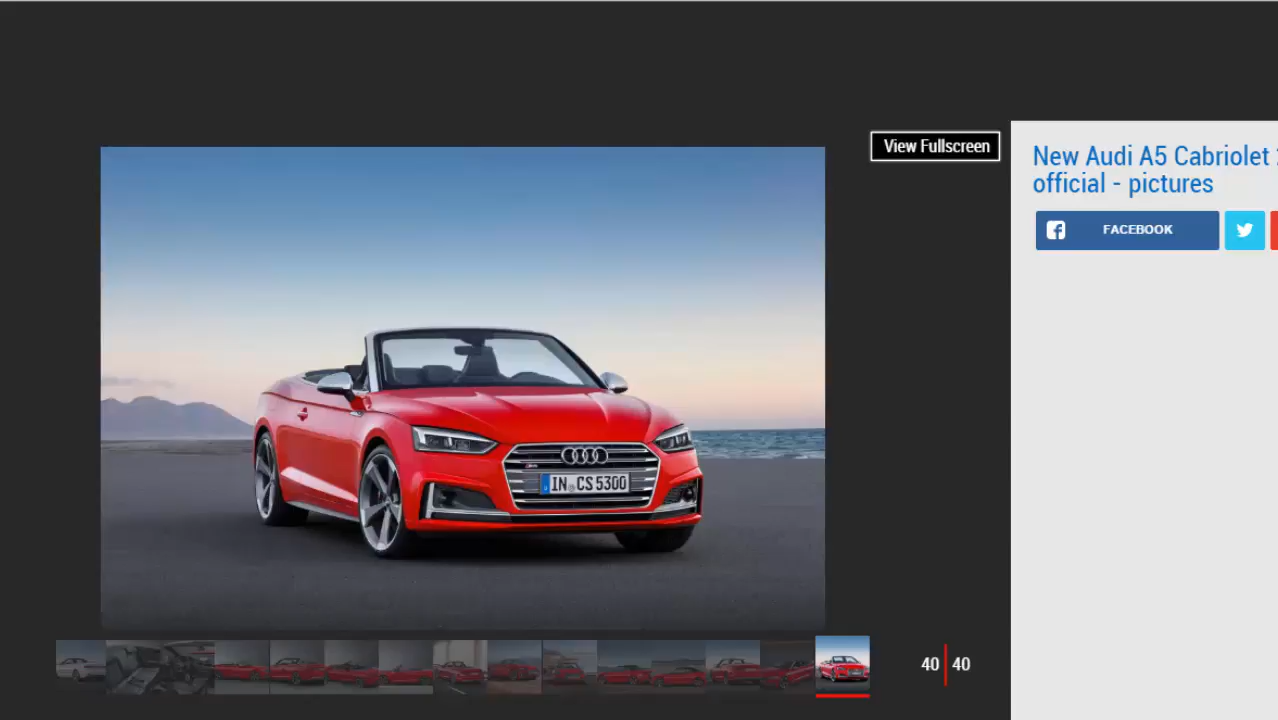 View Fullscreen
New Audi A5 Cabriolet
official - pictures
FACEBOOK
IN CS 5300
40 40